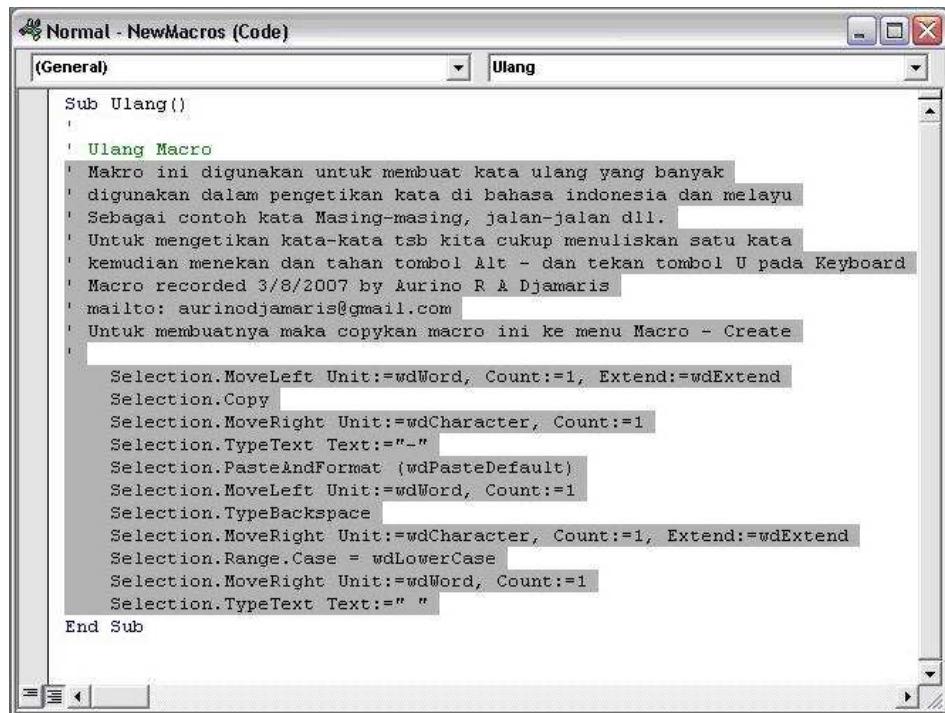 Normal - NewMacros (Code)
(General) Ulang
Sub Ulang()
'
' Ulang Macro
' Makro ini digunakan untuk membuat kata ulang yang banyak
' digunakan dalam pengetikan kata di bahasa indonesia dan melayu
' Sebagai contoh kata Masing-masing, jalan-jalan dll.
' Untuk mengetikan kata-kata tsb kita cukup menuliskan satu kata
' kemudian menekan dan tahan tombol Alt - dan tekan tombol U pada Keyboard
' Macro recorded 3/8/2007 by Aurino R A Djamaris
' mailto: aurinodjamaris@gmail.com
' Untuk membuatnya maka copykan macro ini ke menu Macro - Create
'
Selection.MoveLeft Unit:=wdWord, Count:=1, Extend:=wdExtend
Selection.Copy
Selection.MoveRight Unit:=wdCharacter, Count:=1
Selection.TypeText Text:="-"
Selection.PasteAndFormat (wdPasteDefault)
Selection.MoveLeft Unit:=wdWord, Count:=1
Selection.TypeBackspace
Selection.MoveRight Unit:=wdCharacter, Count:=1, Extend:=wdExtend
Selection.Range.Case = wdLowerCase
Selection.MoveRight Unit:=wdWord, Count:=1
Selection.TypeText Text:=" "
End Sub